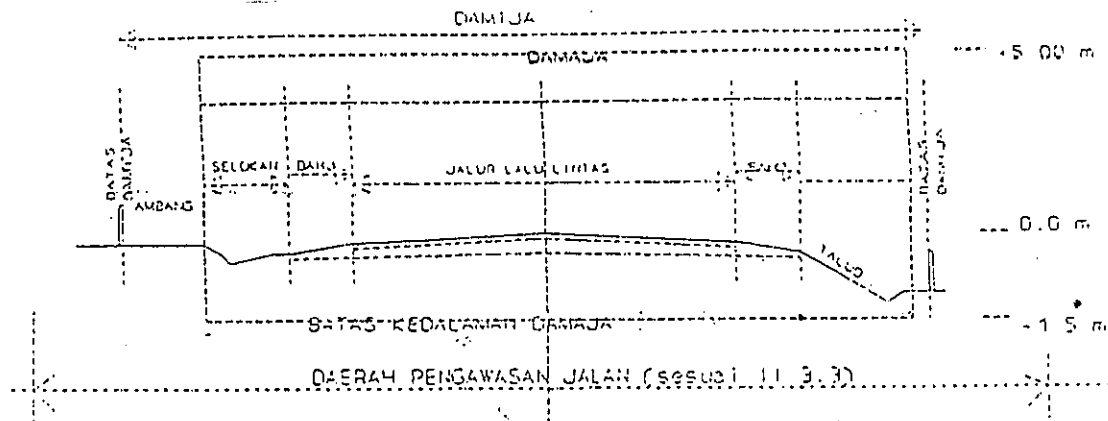 DAMIJA
DAMAJA
+5.00 m
BATAS DAMIJA
SELOKAN
BAHU
JALUR LALU LINTAS
BAHU
BATAS DAMIJA
AMBANG
0.0 m
TALUD
BATAS KEDALAMAN DAMAJA
-1.5 m
DAERAH PENGAWASAN JALAN (sesuai II.3.3)